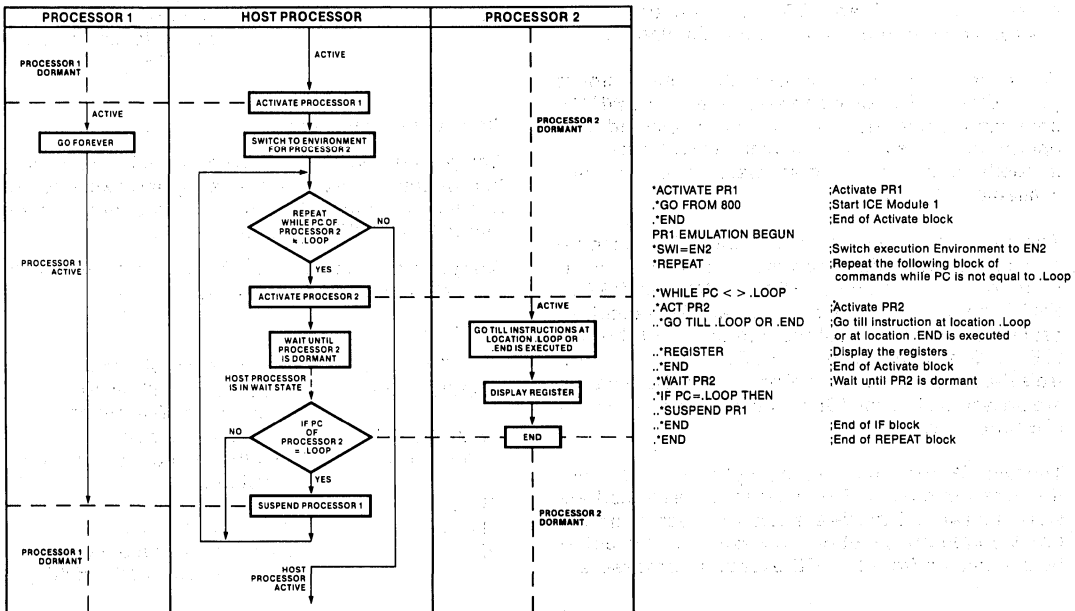 PROCESSOR 1
HOST PROCESSOR
PROCESSOR 2
PROCESSOR 1
DORMANT
ACTIVE
GO FOREVER
PROCESSOR 1
ACTIVE
PROCESSOR 1
DORMANT
ACTIVE
ACTIVATE PROCESSOR 1
SWITCH TO ENVIRONMENT
FOR PROCESSOR 2
REPEAT
WHILE PC OF
PROCESSOR 2
≠ .LOOP
NO
YES
ACTIVATE PROCESOR 2
WAIT UNTIL
PROCESSOR 2
IS DORMANT
HOST PROCESSOR
IS IN WAIT STATE
IF PC
OF
PROCESSOR 2
= .LOOP
NO
YES
SUSPEND PROCESSOR 1
HOST
PROCESSOR
ACTIVE
PROCESSOR 2
DORMANT
ACTIVE
GO TILL INSTRUCTIONS AT
LOCATION .LOOP OR
.END IS EXECUTED
DISPLAY REGISTER
END
PROCESSOR 2
DORMANT
*ACTIVATE PR1 ;Activate PR1
.*GO FROM 800 ;Start ICE Module 1
.*END ;End of Activate block
PR1 EMULATION BEGUN
*SWI=EN2 ;Switch execution Environment to EN2
*REPEAT ;Repeat the following block of
commands while PC is not equal to .Loop
.*WHILE PC < > .LOOP
.*ACT PR2 ;Activate PR2
..*GO TILL .LOOP OR .END ;Go till instruction at location .Loop
or at location .END is executed
..*REGISTER ;Display the registers
..*END ;End of Activate block
.*WAIT PR2 ;Wait until PR2 is dormant
.*IF PC=.LOOP THEN
..*SUSPEND PR1
..*END ;End of IF block
.*END ;End of REPEAT block